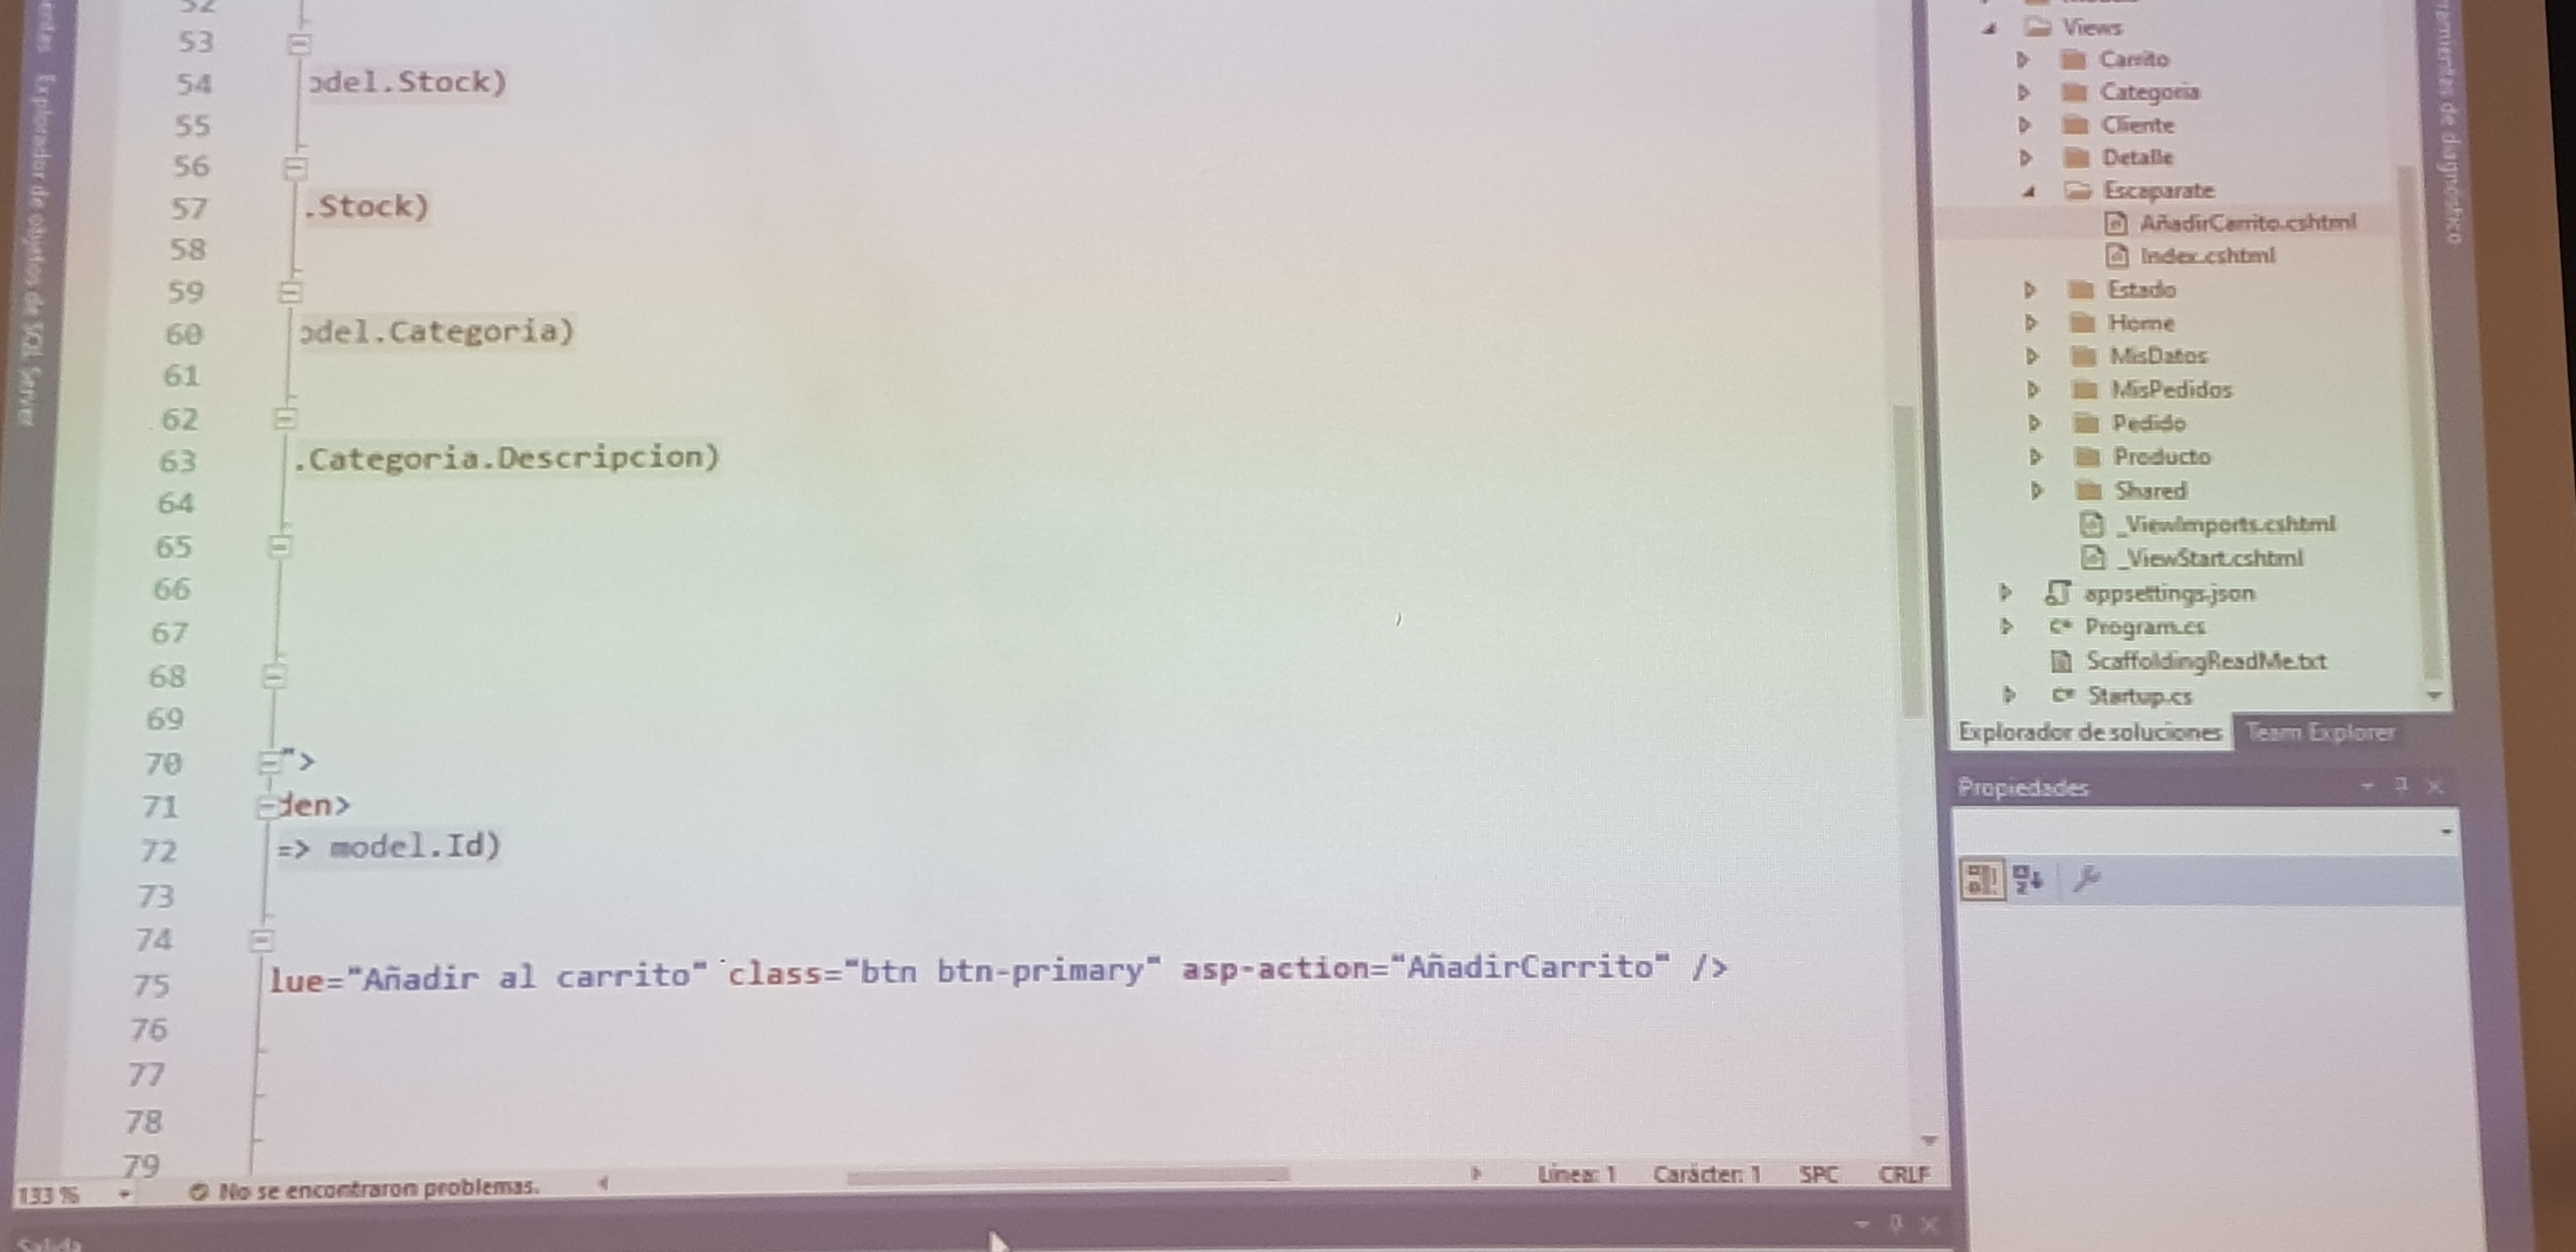 52
53
54 odel.Stock)
55
56
57 .Stock)
58
59
60 odel.Categoria)
61
62
63 .Categoria.Descripcion)
64
65
66
67
68
69
70 ">
71 den>
72 => model.Id)
73
74
75 lue="Añadir al carrito" class="btn btn-primary" asp-action="AñadirCarrito" />
76
77
78
79
133 %
No se encontraron problemas.
Línea: 1 Carácter: 1 SPC CRLF
Salida
Explorador de objetos de SQL Server
Views
Carrito
Categoria
Cliente
Detalle
Escaparate
AñadirCarrito.cshtml
Index.cshtml
Estado
Home
MisDatos
MisPedidos
Pedido
Producto
Shared
_ViewImports.cshtml
_ViewStart.cshtml
appsettings.json
C# Program.cs
ScaffoldingReadMe.txt
C# Startup.cs
Explorador de soluciones Team Explorer
Propiedades
ramientas de diagnóstico